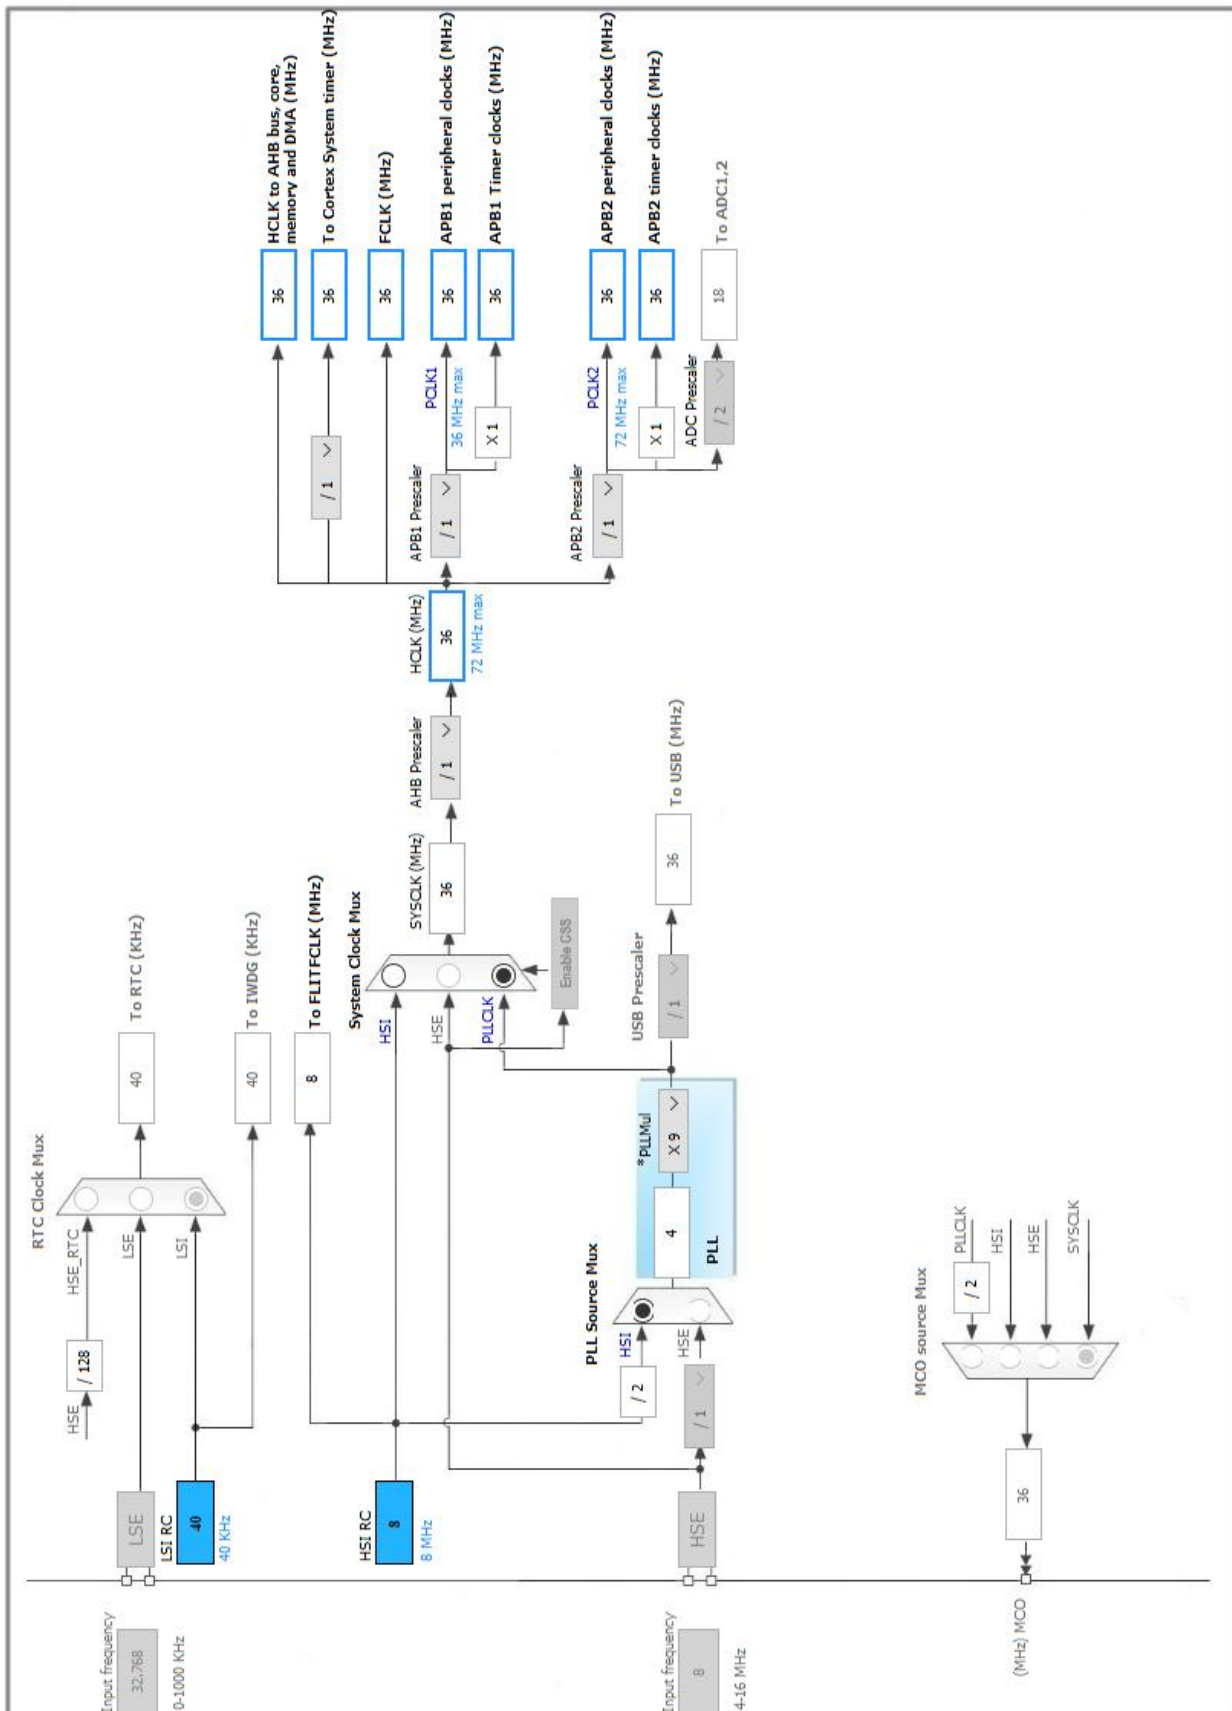 RTC Clock Mux
HSE
/ 128
HSE_RTC
LSE
LSE
LSI
40
To RTC (KHz)
Input frequency
32.768
0-1000 KHz
LSI RC
40
40 KHz
40
To IWDG (KHz)
8
To FLITFCLK (MHz)
HSI RC
8
8 MHz
System Clock Mux
HSI
HSE
PLLCLK
Enable CSS
SYSCLK (MHz)
36
AHB Prescaler
/ 1
HCLK (MHz)
36
72 MHz max
36
HCLK to AHB bus, core,
memory and DMA (MHz)
/ 1
36
To Cortex System timer (MHz)
36
FCLK (MHz)
APB1 Prescaler
/ 1
PCLK1
36 MHz max
36
APB1 peripheral clocks (MHz)
X 1
36
APB1 Timer clocks (MHz)
APB2 Prescaler
/ 1
PCLK2
72 MHz max
36
APB2 peripheral clocks (MHz)
X 1
36
APB2 timer clocks (MHz)
ADC Prescaler
/ 2
18
To ADC1,2
PLL Source Mux
/ 2
HSI
HSE
4
*PLLMul
X 9
PLL
USB Prescaler
/ 1
36
To USB (MHz)
Input frequency
8
4-16 MHz
HSE
/ 1
MCO source Mux
PLLCLK
/ 2
HSI
HSE
SYSCLK
36
(MHz) MCO